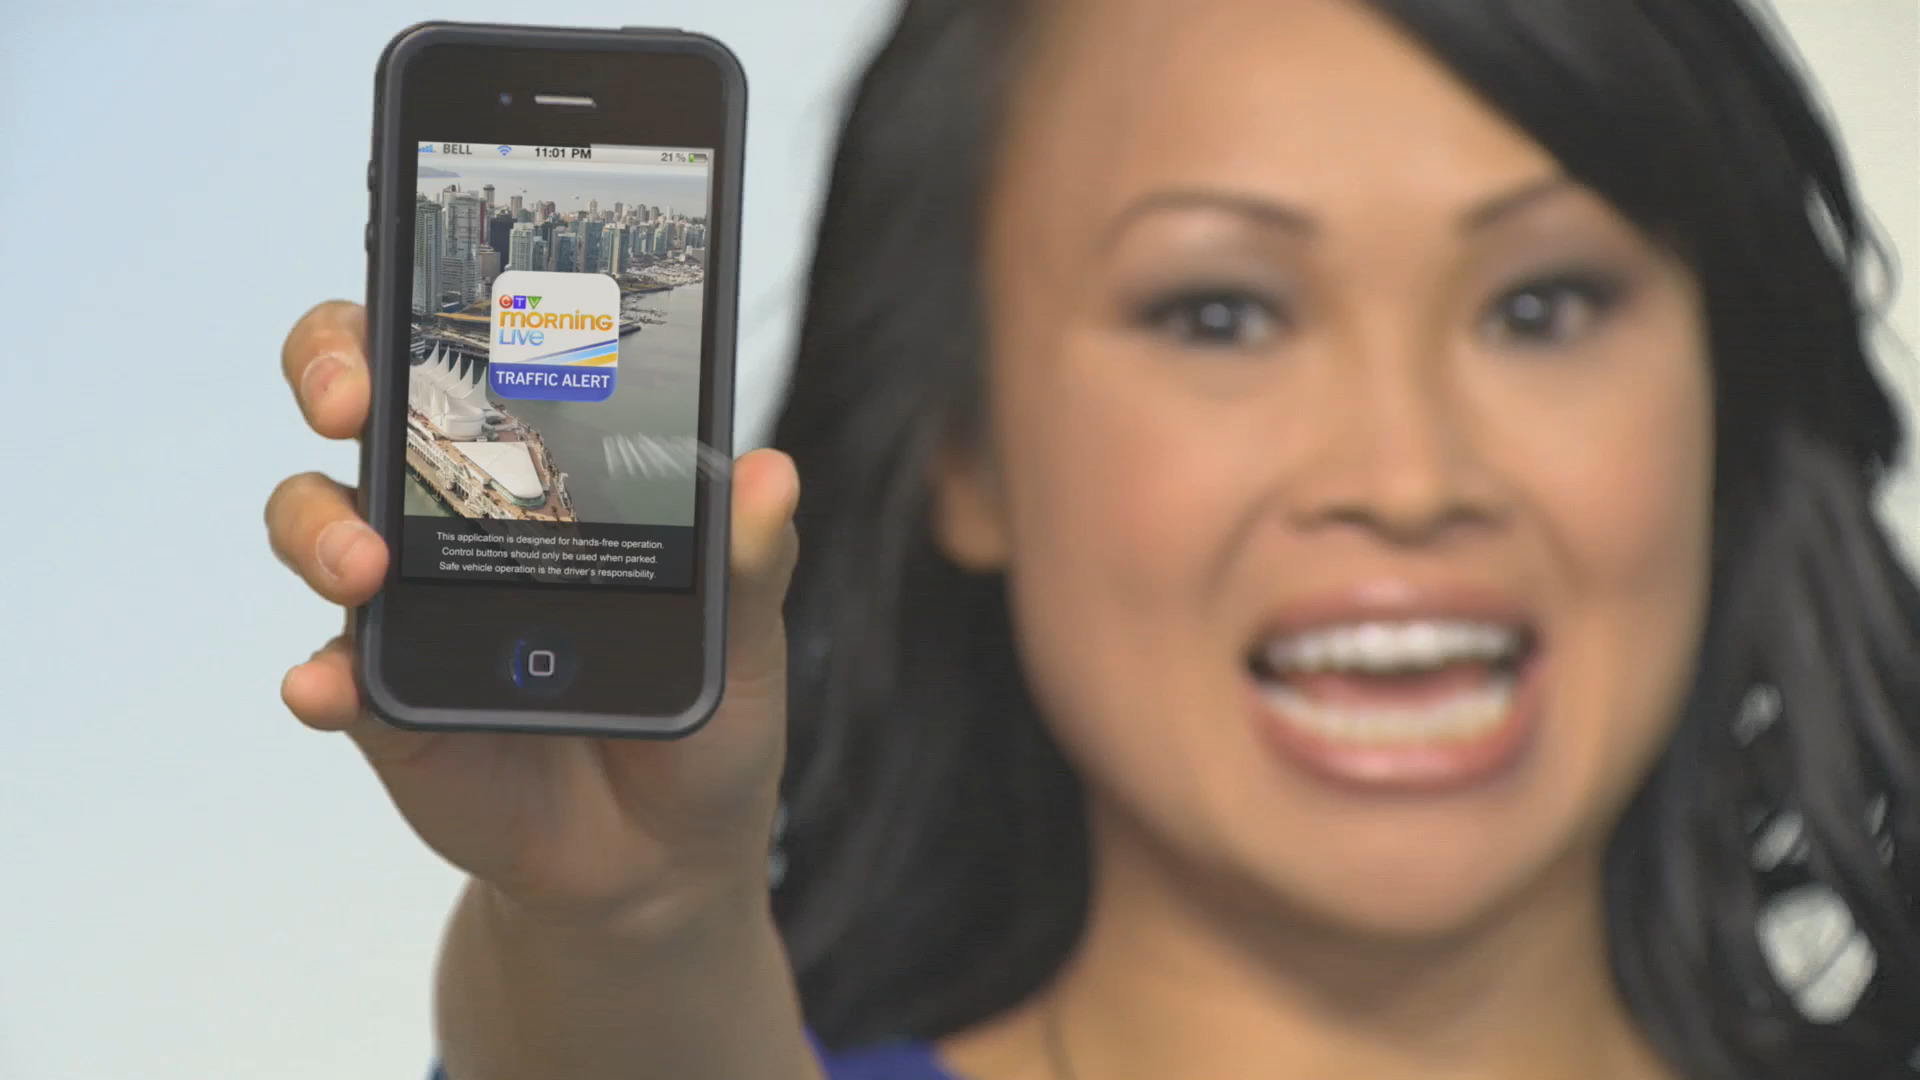 BELL 11:01 PM 21%
CTV
morning
Live
TRAFFIC ALERT
This application is designed for hands-free operation.
Control buttons should only be used when parked.
Safe vehicle operation is the driver's responsibility.